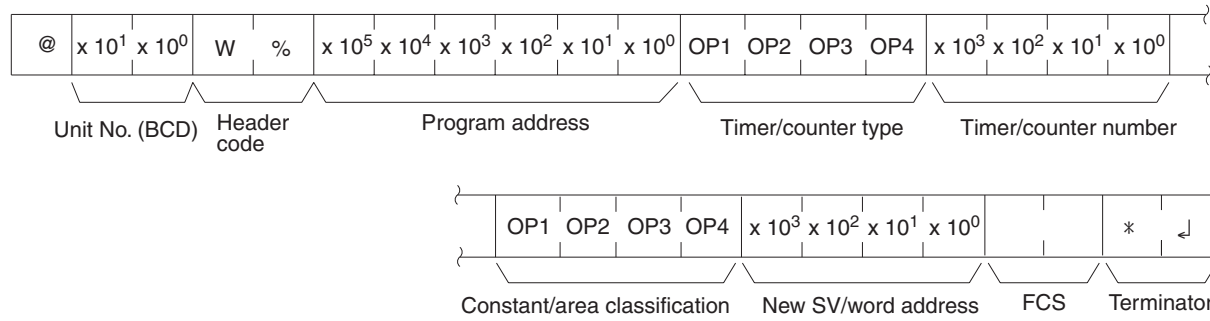 @ x 10¹ x 10⁰ W % x 10⁵ x 10⁴ x 10³ x 10² x 10¹ x 10⁰ OP1 OP2 OP3 OP4 x 10³ x 10² x 10¹ x 10⁰
Unit No. (BCD) Header code Program address Timer/counter type Timer/counter number
OP1 OP2 OP3 OP4 x 10³ x 10² x 10¹ x 10⁰ * ↲
Constant/area classification New SV/word address FCS Terminator